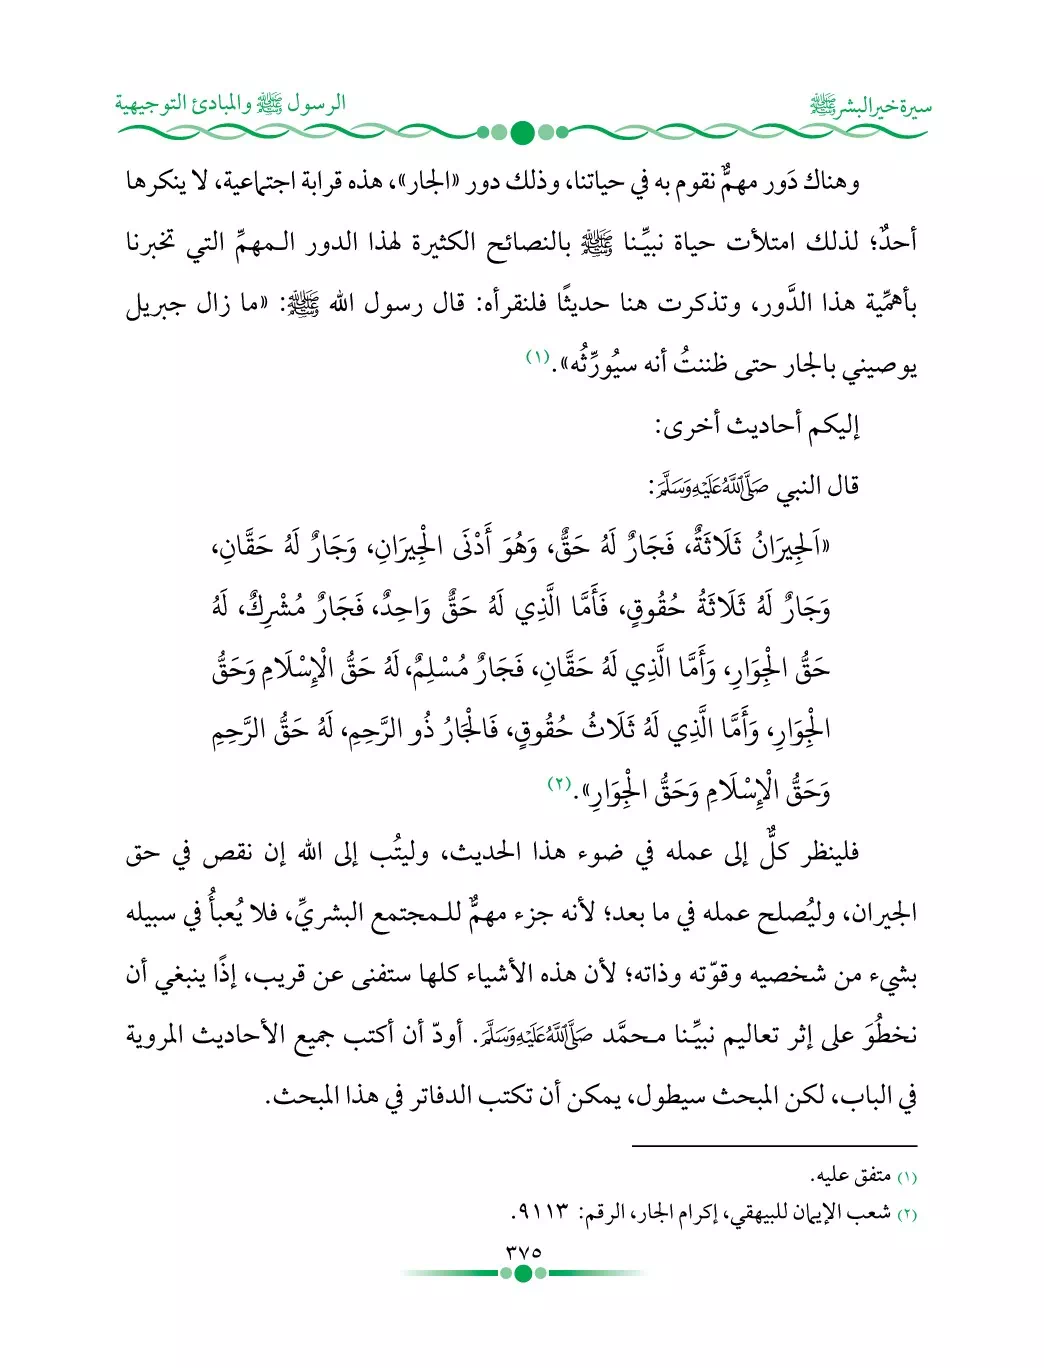 سيرة خير البشر ﷺ
الرسول ﷺ والمبادئ التوجيهية
وهناك دَور مهمٌّ نقوم به في حياتنا، وذلك دور «الجار»، هذه قرابة اجتماعية، لا ينكرها
أحدٌ؛ لذلك امتلأت حياة نبيِّنا ﷺ بالنصائح الكثيرة لهذا الدور المهمِّ التي تخبرنا
بأهمِّية هذا الدَّور، وتذكرت هنا حديثًا فلنقرأه: قال رسول الله ﷺ: «ما زال جبريل
يوصيني بالجار حتى ظننتُ أنه سيُورِّثُه».(١)
إليكم أحاديث أخرى:
قال النبي ﷺ:
«اَلْجِيرَانُ ثَلَاثَةٌ، فَجَارٌ لَهُ حَقٌّ، وَهُوَ أَدْنَى الْجِيرَانِ، وَجَارٌ لَهُ حَقَّانِ،
وَجَارٌ لَهُ ثَلَاثَةُ حُقُوقٍ، فَأَمَّا الَّذِي لَهُ حَقٌّ وَاحِدٌ، فَجَارٌ مُشْرِكٌ، لَهُ
حَقُّ الْجِوَارِ، وَأَمَّا الَّذِي لَهُ حَقَّانِ، فَجَارٌ مُسْلِمٌ، لَهُ حَقُّ الْإِسْلَامِ وَحَقُّ
الْجِوَارِ، وَأَمَّا الَّذِي لَهُ ثَلَاثُ حُقُوقٍ، فَالْجَارُ ذُو الرَّحِمِ، لَهُ حَقُّ الرَّحِمِ
وَحَقُّ الْإِسْلَامِ وَحَقُّ الْجِوَارِ».(٢)
فلينظر كلٌّ إلى عمله في ضوء هذا الحديث، وليتُب إلى الله إن نقص في حق
الجيران، وليُصلح عمله في ما بعد؛ لأنه جزء مهمٌّ للمجتمع البشريِّ، فلا يُعبأُ في سبيله
بشيء من شخصيه وقوّته وذاته؛ لأن هذه الأشياء كلها ستفنى عن قريب، إذًا ينبغي أن
نخطُوَ على إثر تعاليم نبيِّنا محمَّد ﷺ. أودّ أن أكتب جميع الأحاديث المروية
في الباب، لكن المبحث سيطول، يمكن أن تكتب الدفاتر في هذا المبحث.
(١) متفق عليه.
(٢) شعب الإيمان للبيهقي، إكرام الجار، الرقم: ٩١١٣.
٣٧٥